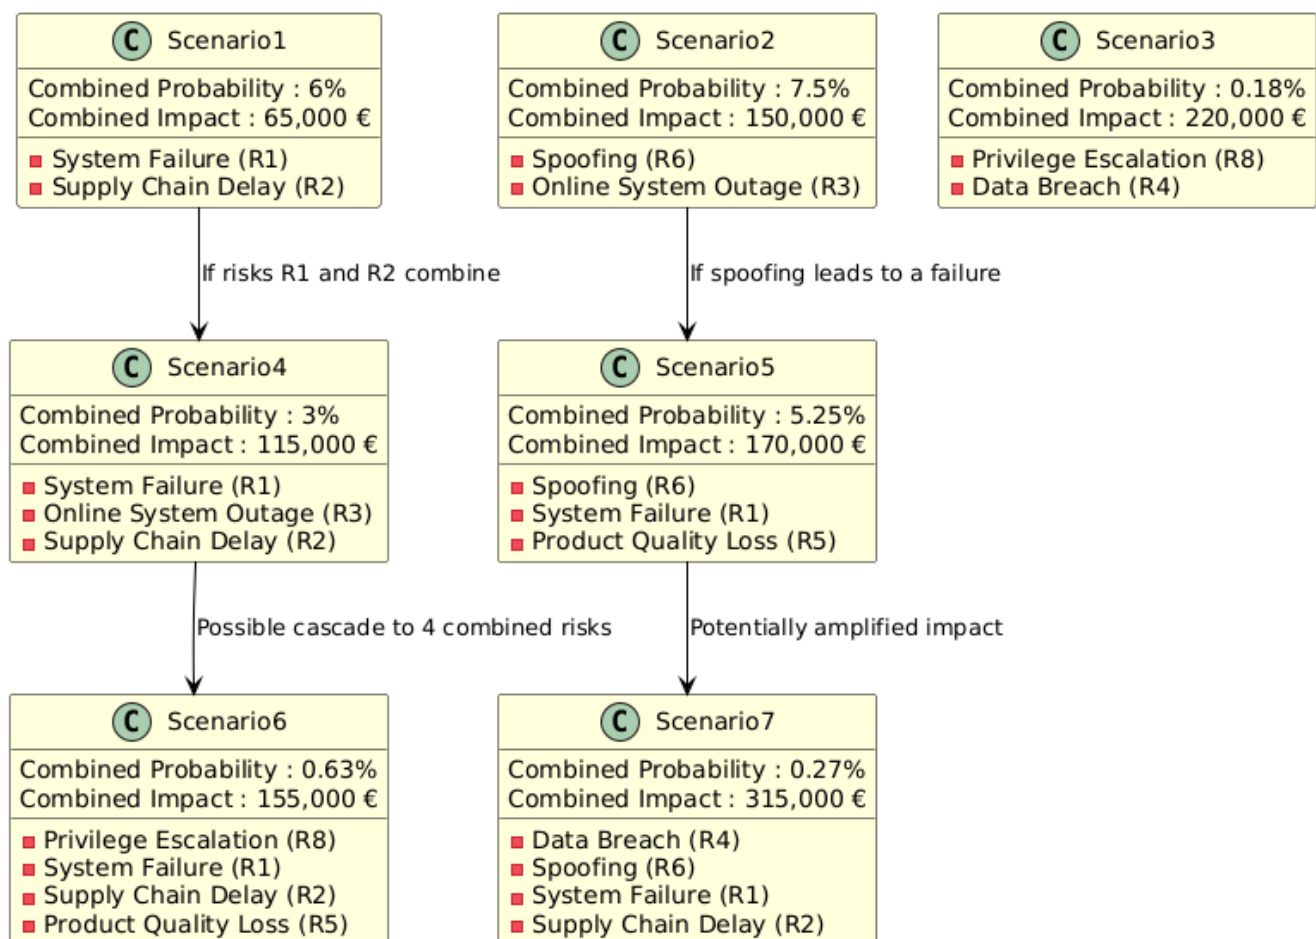 C Scenario1
Combined Probability : 6%
Combined Impact : 65,000 €
System Failure (R1)
Supply Chain Delay (R2)
C Scenario2
Combined Probability : 7.5%
Combined Impact : 150,000 €
Spoofing (R6)
Online System Outage (R3)
C Scenario3
Combined Probability : 0.18%
Combined Impact : 220,000 €
Privilege Escalation (R8)
Data Breach (R4)
If risks R1 and R2 combine
If spoofing leads to a failure
C Scenario4
Combined Probability : 3%
Combined Impact : 115,000 €
System Failure (R1)
Online System Outage (R3)
Supply Chain Delay (R2)
C Scenario5
Combined Probability : 5.25%
Combined Impact : 170,000 €
Spoofing (R6)
System Failure (R1)
Product Quality Loss (R5)
Possible cascade to 4 combined risks
Potentially amplified impact
C Scenario6
Combined Probability : 0.63%
Combined Impact : 155,000 €
Privilege Escalation (R8)
System Failure (R1)
Supply Chain Delay (R2)
Product Quality Loss (R5)
C Scenario7
Combined Probability : 0.27%
Combined Impact : 315,000 €
Data Breach (R4)
Spoofing (R6)
System Failure (R1)
Supply Chain Delay (R2)